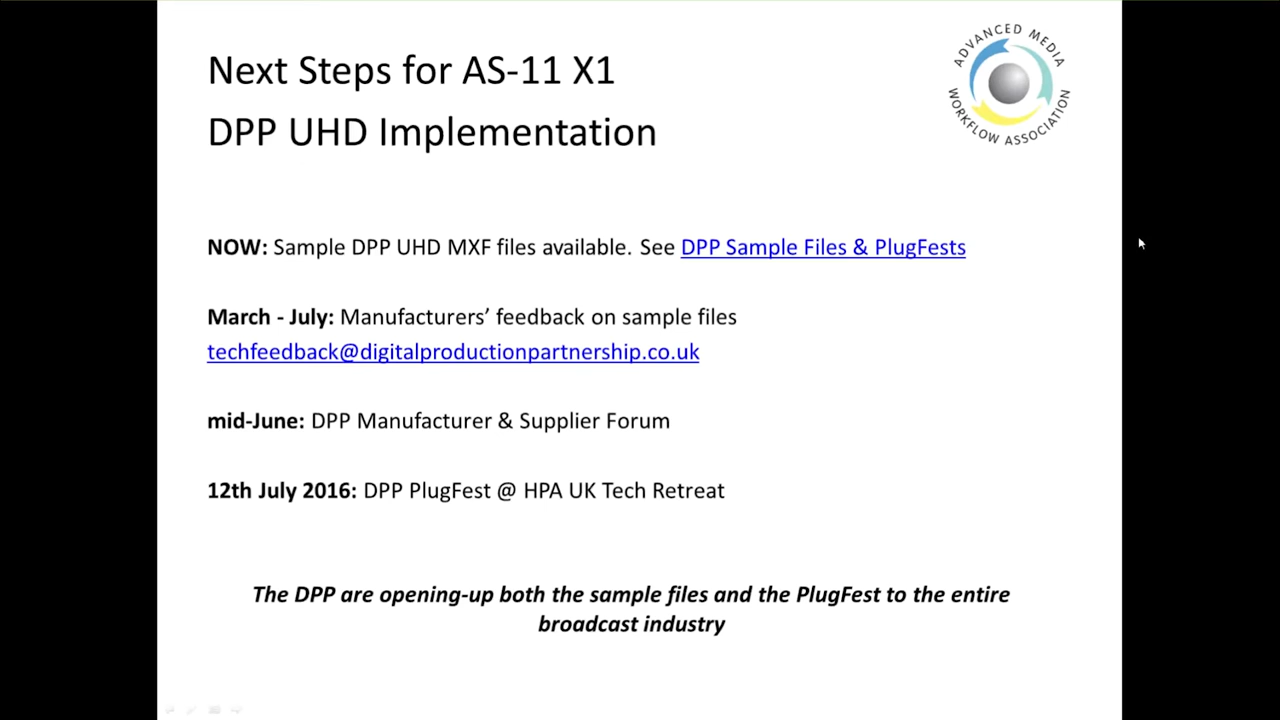 Next Steps for AS-11 X1
DPP UHD Implementation
ADVANCED MEDIA
WORKFLOW ASSOCIATION
NOW: Sample DPP UHD MXF files available. See DPP Sample Files & PlugFests
March - July: Manufacturers’ feedback on sample files
techfeedback@digitalproductionpartnership.co.uk
mid-June: DPP Manufacturer & Supplier Forum
12th July 2016: DPP PlugFest @ HPA UK Tech Retreat
The DPP are opening-up both the sample files and the PlugFest to the entire
broadcast industry